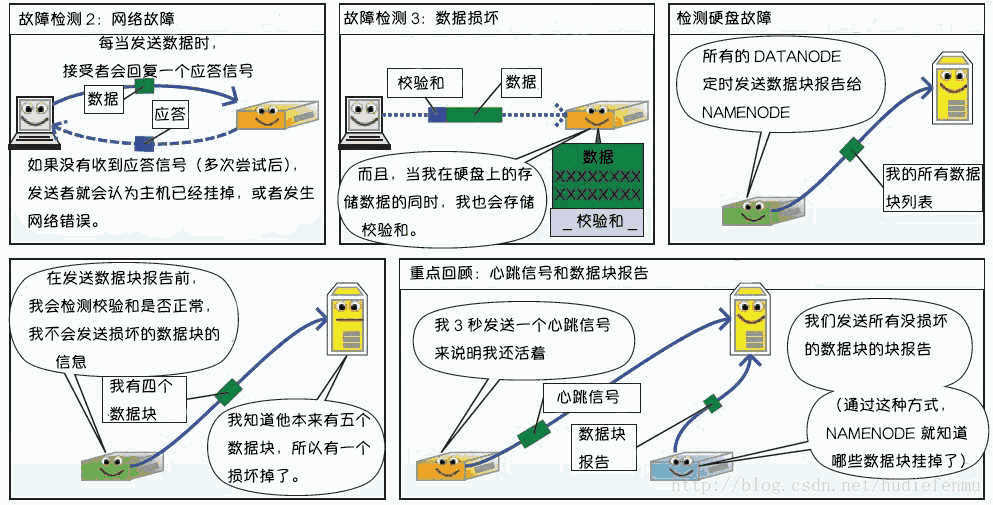 故障检测 2：网络故障
每当发送数据时，
接受者会回复一个应答信号
数据
应答
如果没有收到应答信号（多次尝试后），
发送者就会认为主机已经挂掉，或者发生
网络错误。
故障检测 3：数据损坏
校验和
数据
而且，当我在硬盘上的存
储数据的同时，我也会存储
校验和。
数据
XXXXXXXX
XXXXXXXX
_ 校验和 _
检测硬盘故障
所有的 DATANODE
定时发送数据块报告给
NAMENODE
我的所有数据
块列表
在发送数据块报告前，
我会检测校验和是否正常，
我不会发送损坏的数据块的
信息
我有四个
数据块
我知道他本来有五个
数据块，所以有一个
损坏掉了。
重点回顾：心跳信号和数据块报告
我 3 秒发送一个心跳信号
来说明我还活着
心跳信号
数据块
报告
我们发送所有没损坏
的数据块的块报告
（通过这种方式，
NAMENODE 就知道
哪些数据块挂掉了）
http://blog.csdn.net/hudiefenmu